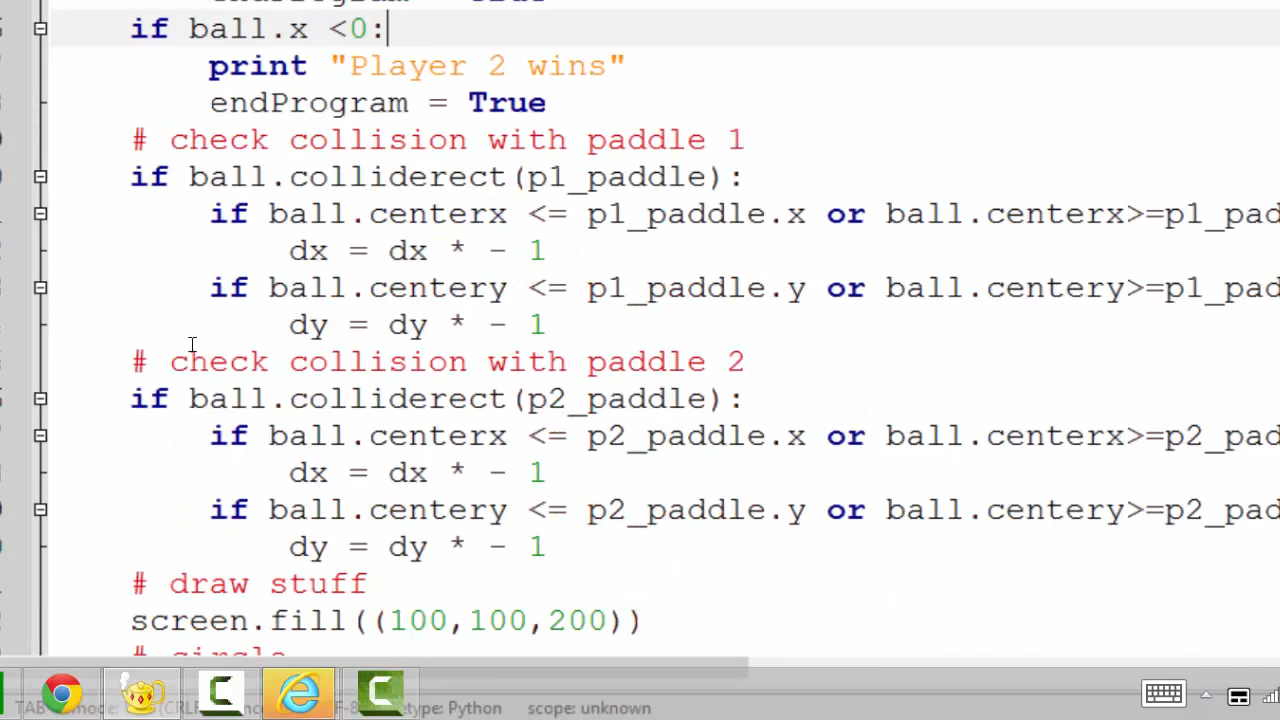 if ball.x <0:
print "Player 2 wins"
endProgram = True
# check collision with paddle 1
if ball.colliderect(p1_paddle):
if ball.centerx <= p1_paddle.x or ball.centerx>=p1_pad
dx = dx * - 1
if ball.centery <= p1_paddle.y or ball.centery>=p1_pad
dy = dy * - 1
# check collision with paddle 2
if ball.colliderect(p2_paddle):
if ball.centerx <= p2_paddle.x or ball.centerx>=p2_pad
dx = dx * - 1
if ball.centery <= p2_paddle.y or ball.centery>=p2_pad
dy = dy * - 1
# draw stuff
screen.fill((100,100,200))
TAB mode: (CRLF) type: Python scope: unknown